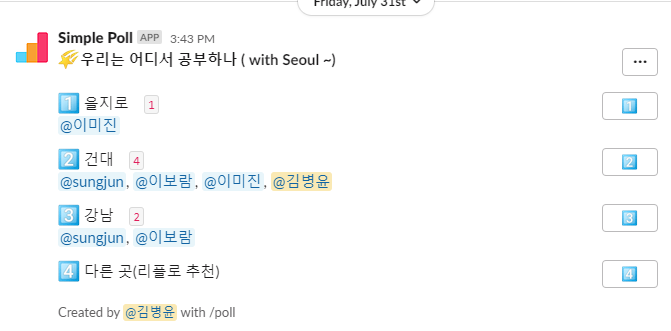 Friday, July 31st
Simple Poll APP 3:43 PM
우리는 어디서 공부하나 ( with Seoul ~)
1 을지로 1
1
@이미진
2 건대 4
2
@sungjun, @이보람, @이미진, @김병윤
3 강남 2
3
@sungjun, @이보람
4 다른 곳(리플로 추천)
4
Created by @김병윤 with /poll